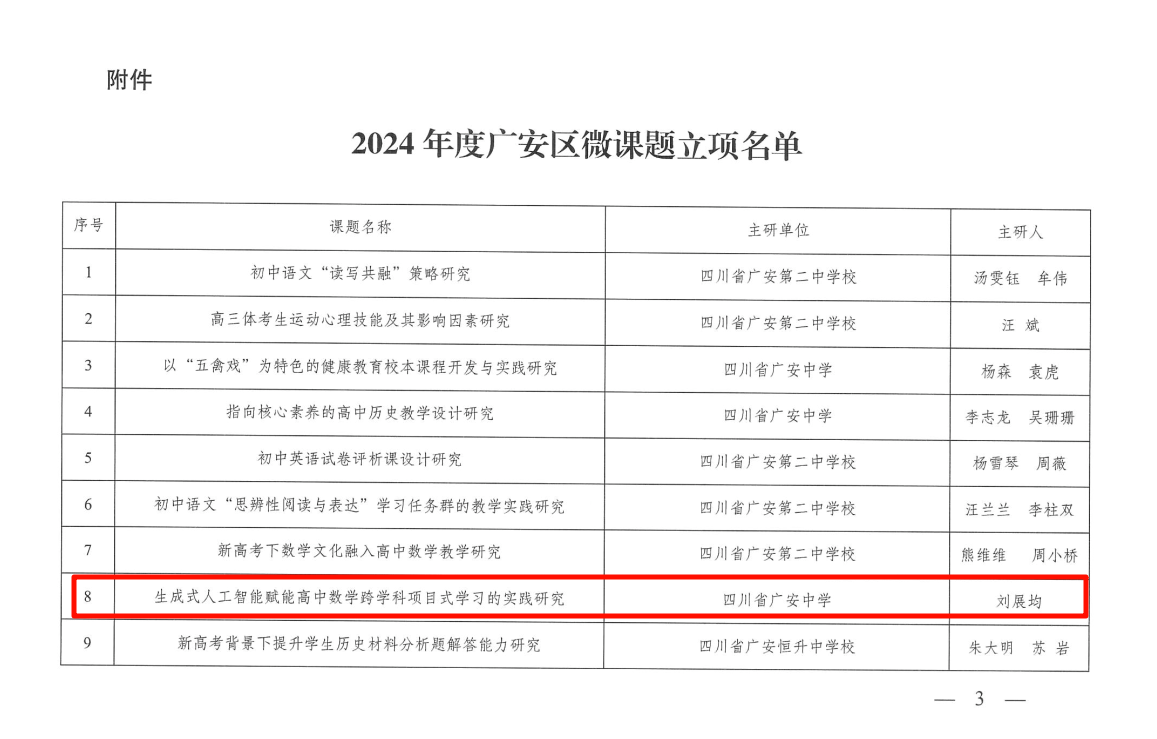 附件
2024 年度广安区微课题立项名单
序号 课题名称 主研单位 主研人
1 初中语文“读写共融”策略研究 四川省广安第二中学校 汤雯钰 牟伟
2 高三体考生运动心理技能及其影响因素研究 四川省广安第二中学校 汪 斌
3 以“五禽戏”为特色的健康教育校本课程开发与实践研究 四川省广安中学 杨森 袁虎
4 指向核心素养的高中历史教学设计研究 四川省广安中学 李志龙 吴珊珊
5 初中英语试卷评析课设计研究 四川省广安第二中学校 杨雪琴 周薇
6 初中语文“思辨性阅读与表达”学习任务群的教学实践研究 四川省广安第二中学校 汪兰兰 李柱双
7 新高考下数学文化融入高中数学教学研究 四川省广安第二中学校 熊维维 周小桥
8 生成式人工智能赋能高中数学跨学科项目式学习的实践研究 四川省广安中学 刘展均
9 新高考背景下提升学生历史材料分析题解答能力研究 四川省广安恒升中学校 朱大明 苏 岩
— 3 —